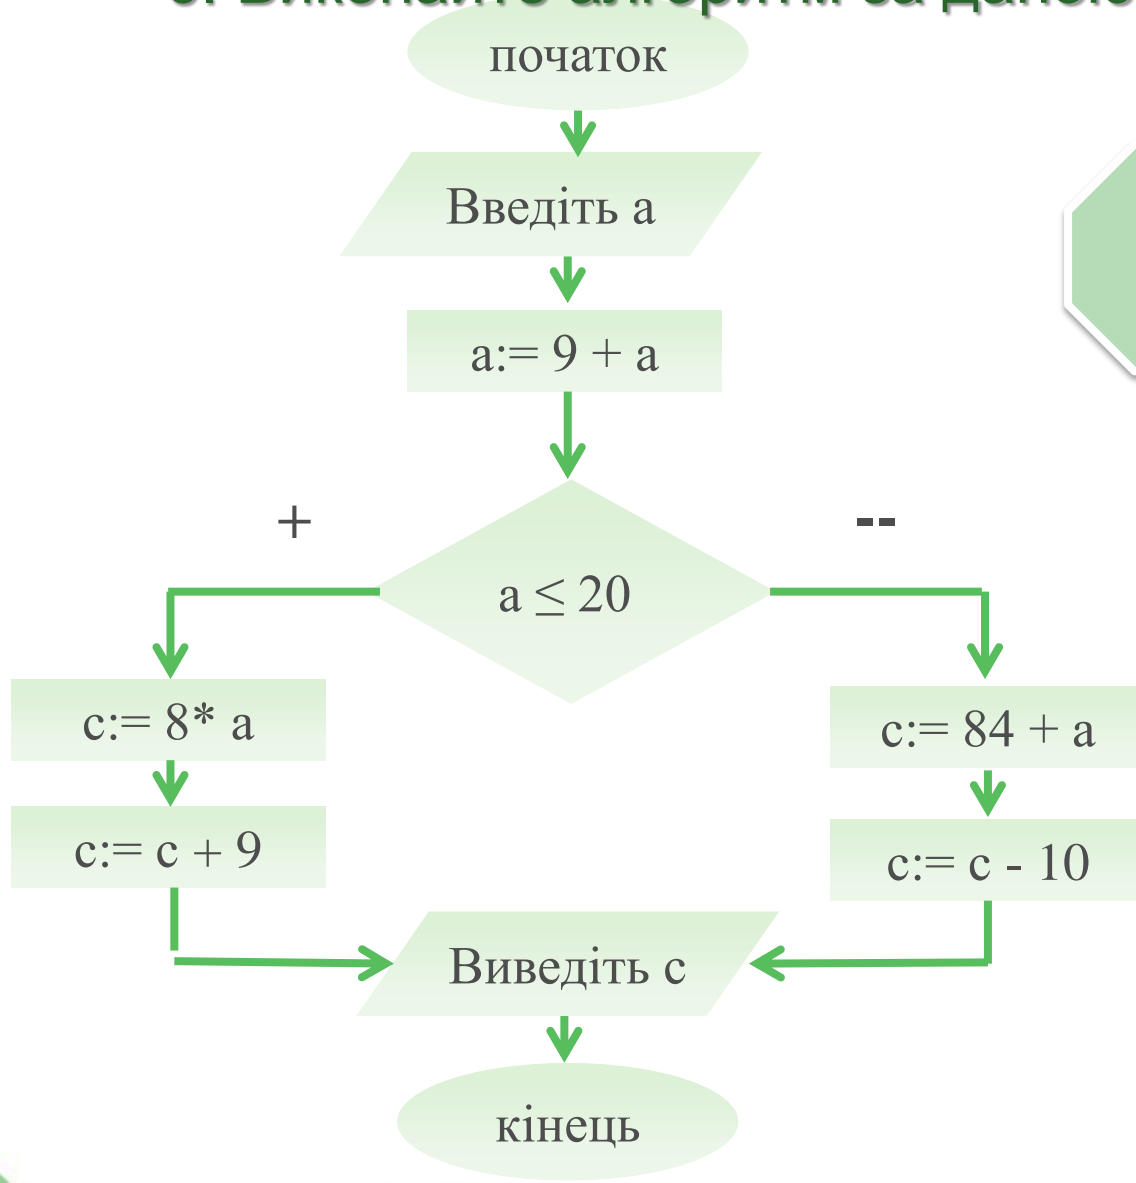 початок
Введіть a
a:= 9 + a
+
--
a ≤ 20
c:= 8* a
c:= 84 + a
c:= c + 9
c:= c - 10
Виведіть c
кінець